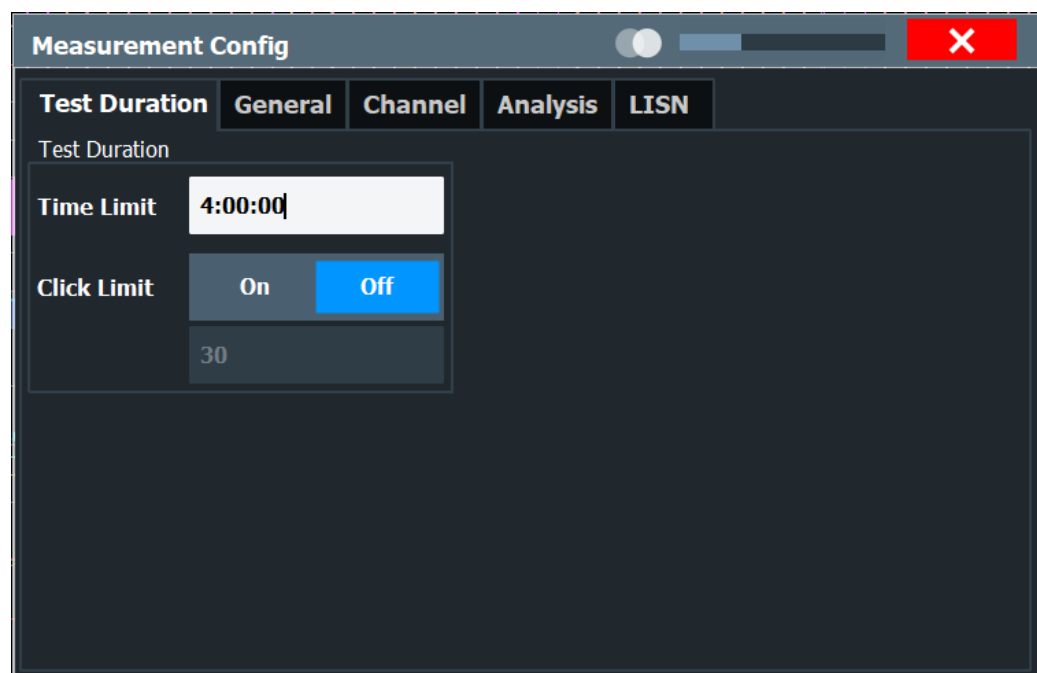 Measurement Config
Test Duration General Channel Analysis LISN
Test Duration
Time Limit 4:00:00
Click Limit On Off
30